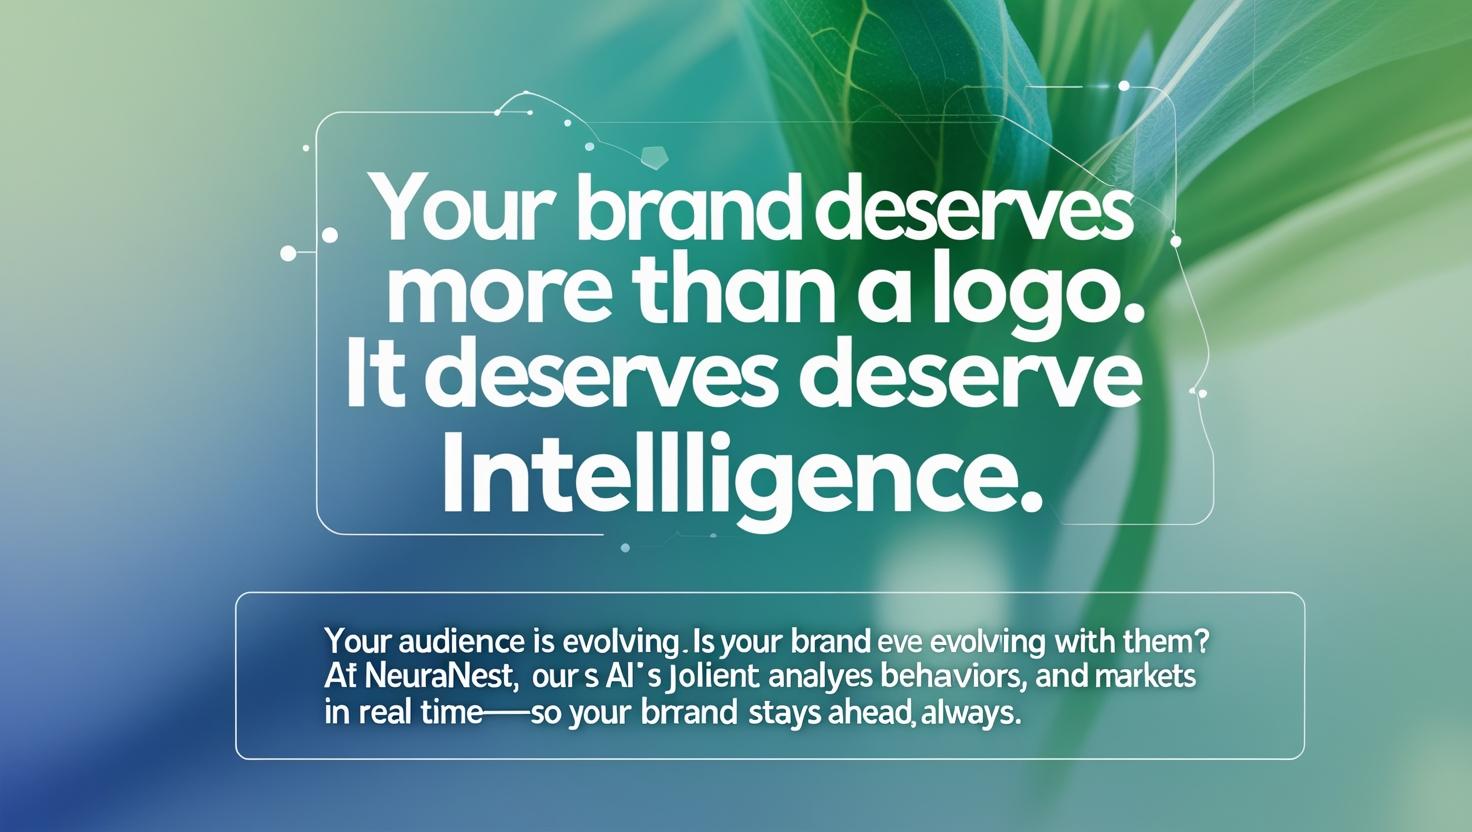 Your brand deserves
more than a logo.
It deserves deserve
Intellligence.
Your audience is evolving. Is your brand eve evolving with them?
At NeuraNest, our s AI's Jolient analyes behaviors, and markets
in real time—so your brrand stays ahead, always.